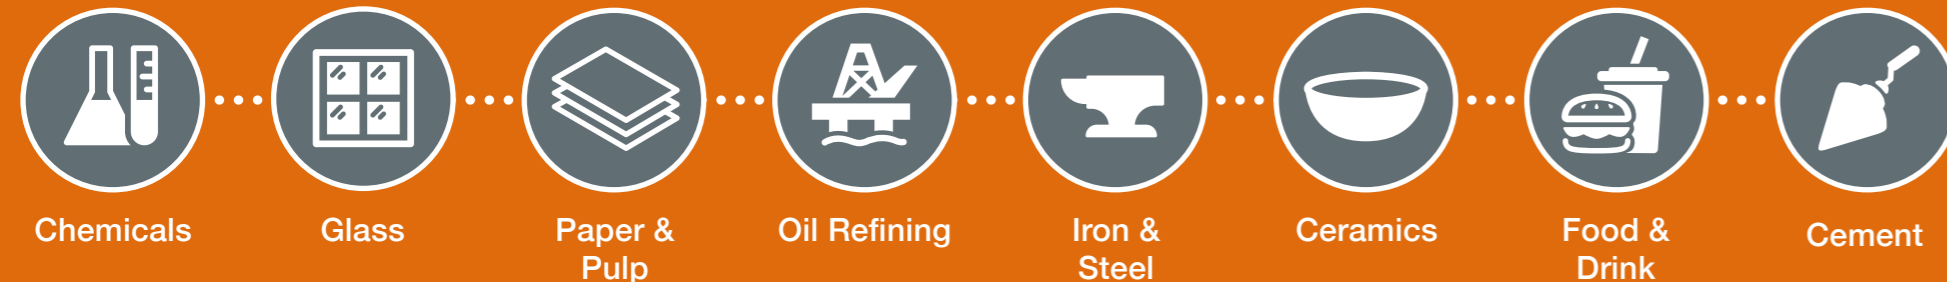 Chemicals
Glass
Paper &
Pulp
Oil Refining
Iron &
Steel
Ceramics
Food &
Drink
Cement